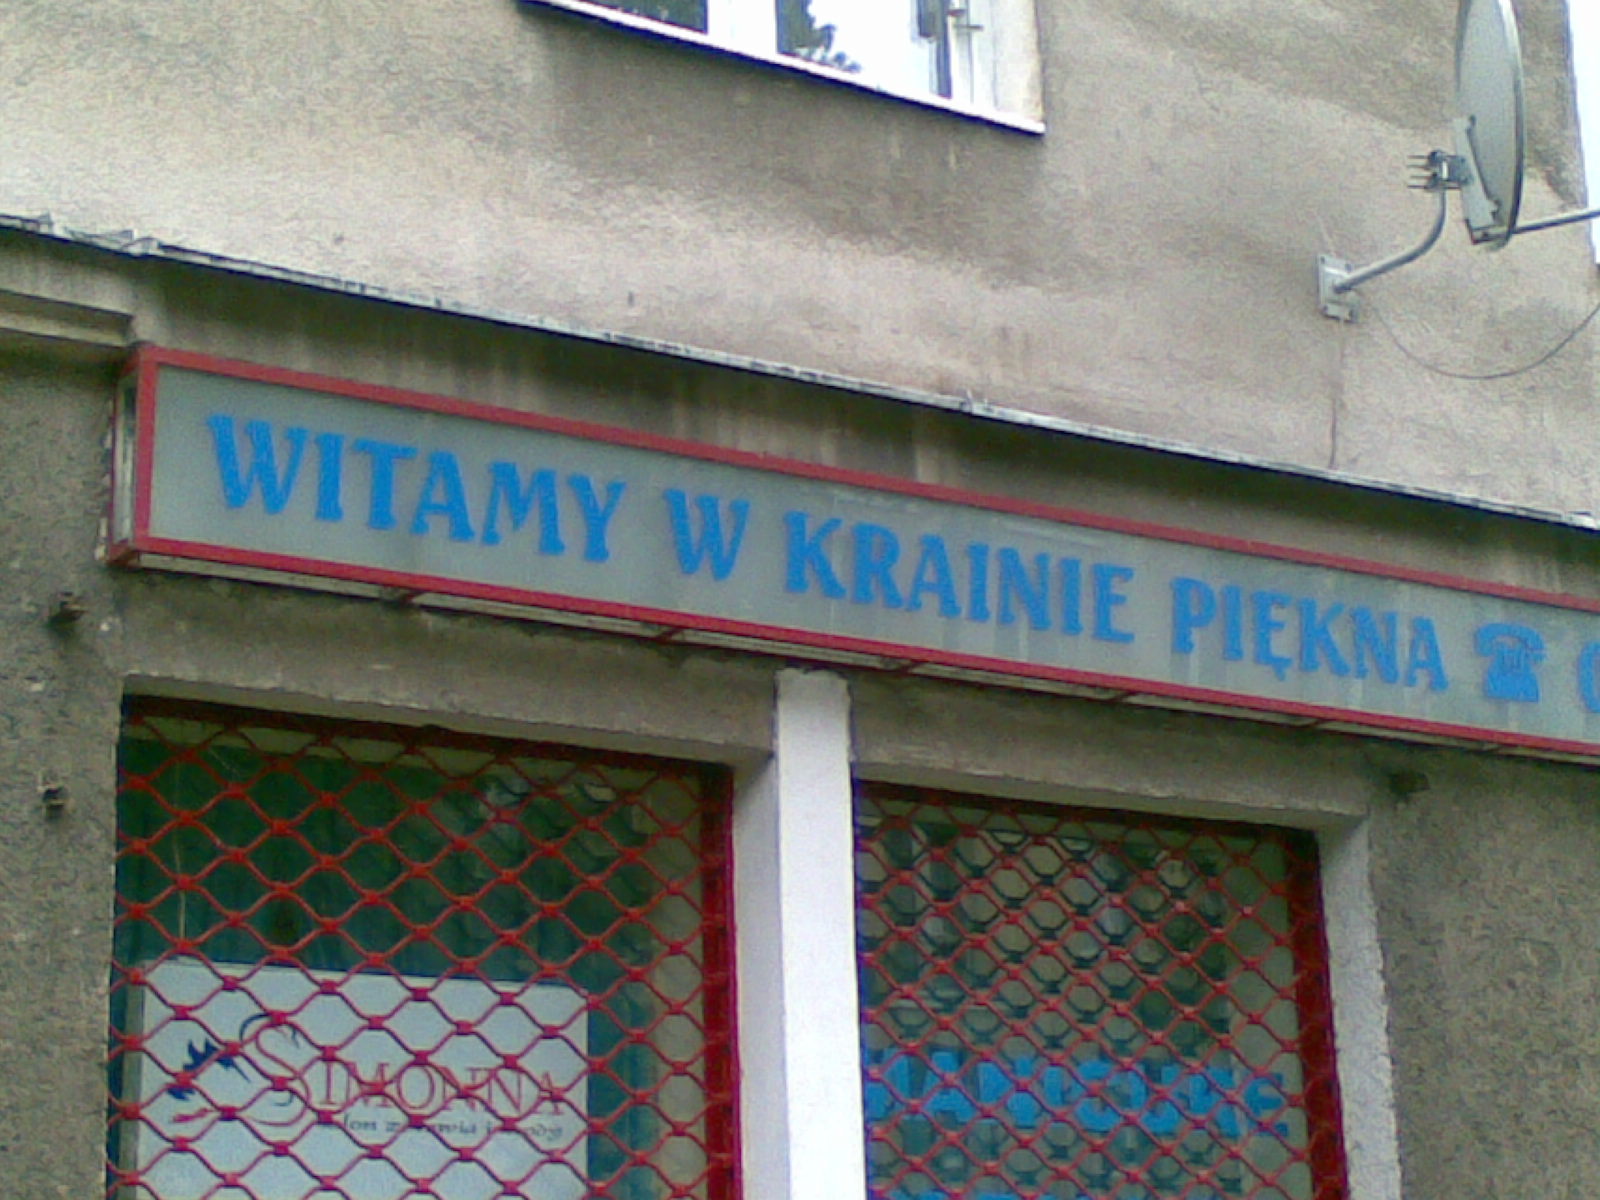 WITAMY W KRAINIE PIĘKNA ☎
SIMONNA